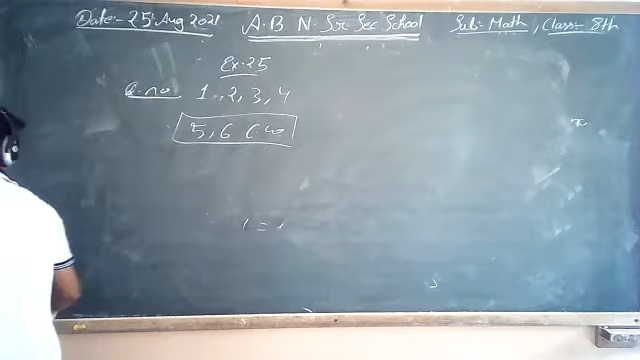 Date:- 25 Aug 2021 A.B.N. Sr. Sec. School Sub:- Math, Class:- 8th
Ex. 25
Q. no. 1, 2, 3, 4
5, 6 C.w